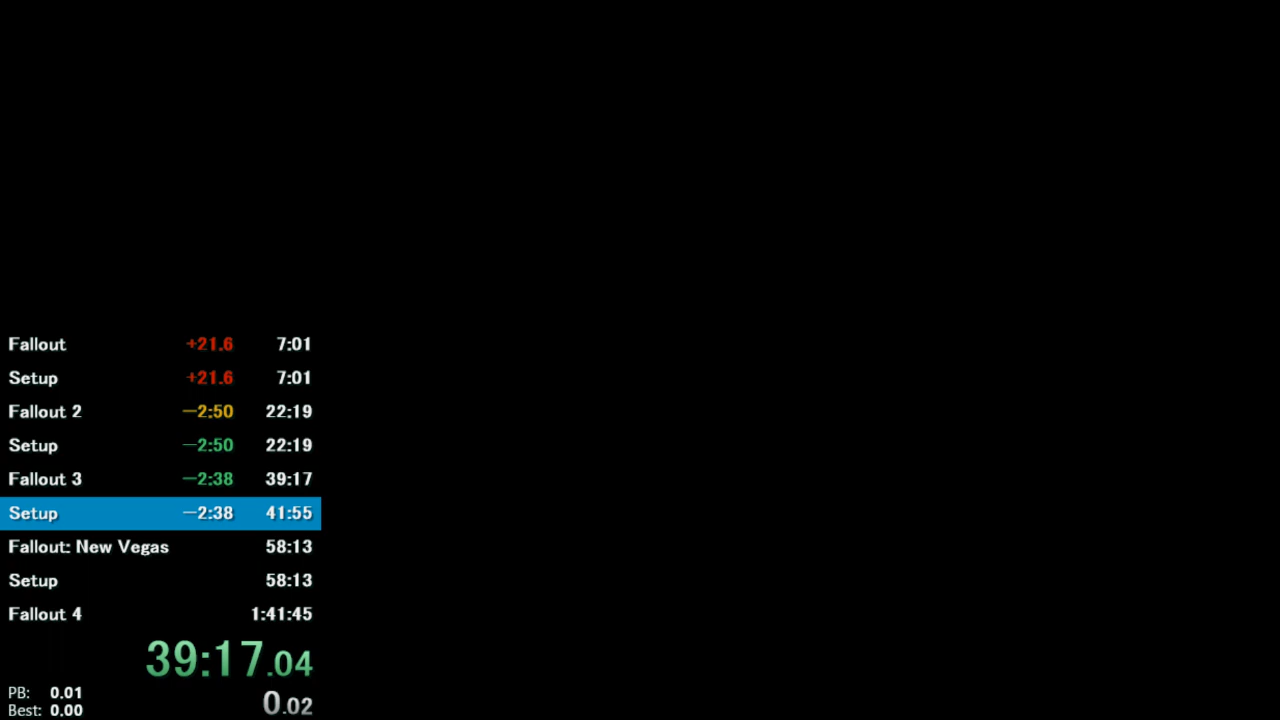 Fallout +21.6 7:01
Setup +21.6 7:01
Fallout 2 −2:50 22:19
Setup −2:50 22:19
Fallout 3 −2:38 39:17
Setup −2:38 41:55
Fallout: New Vegas 58:13
Setup 58:13
Fallout 4 1:41:45
39:17.04
PB: 0.01 0.02
Best: 0.00